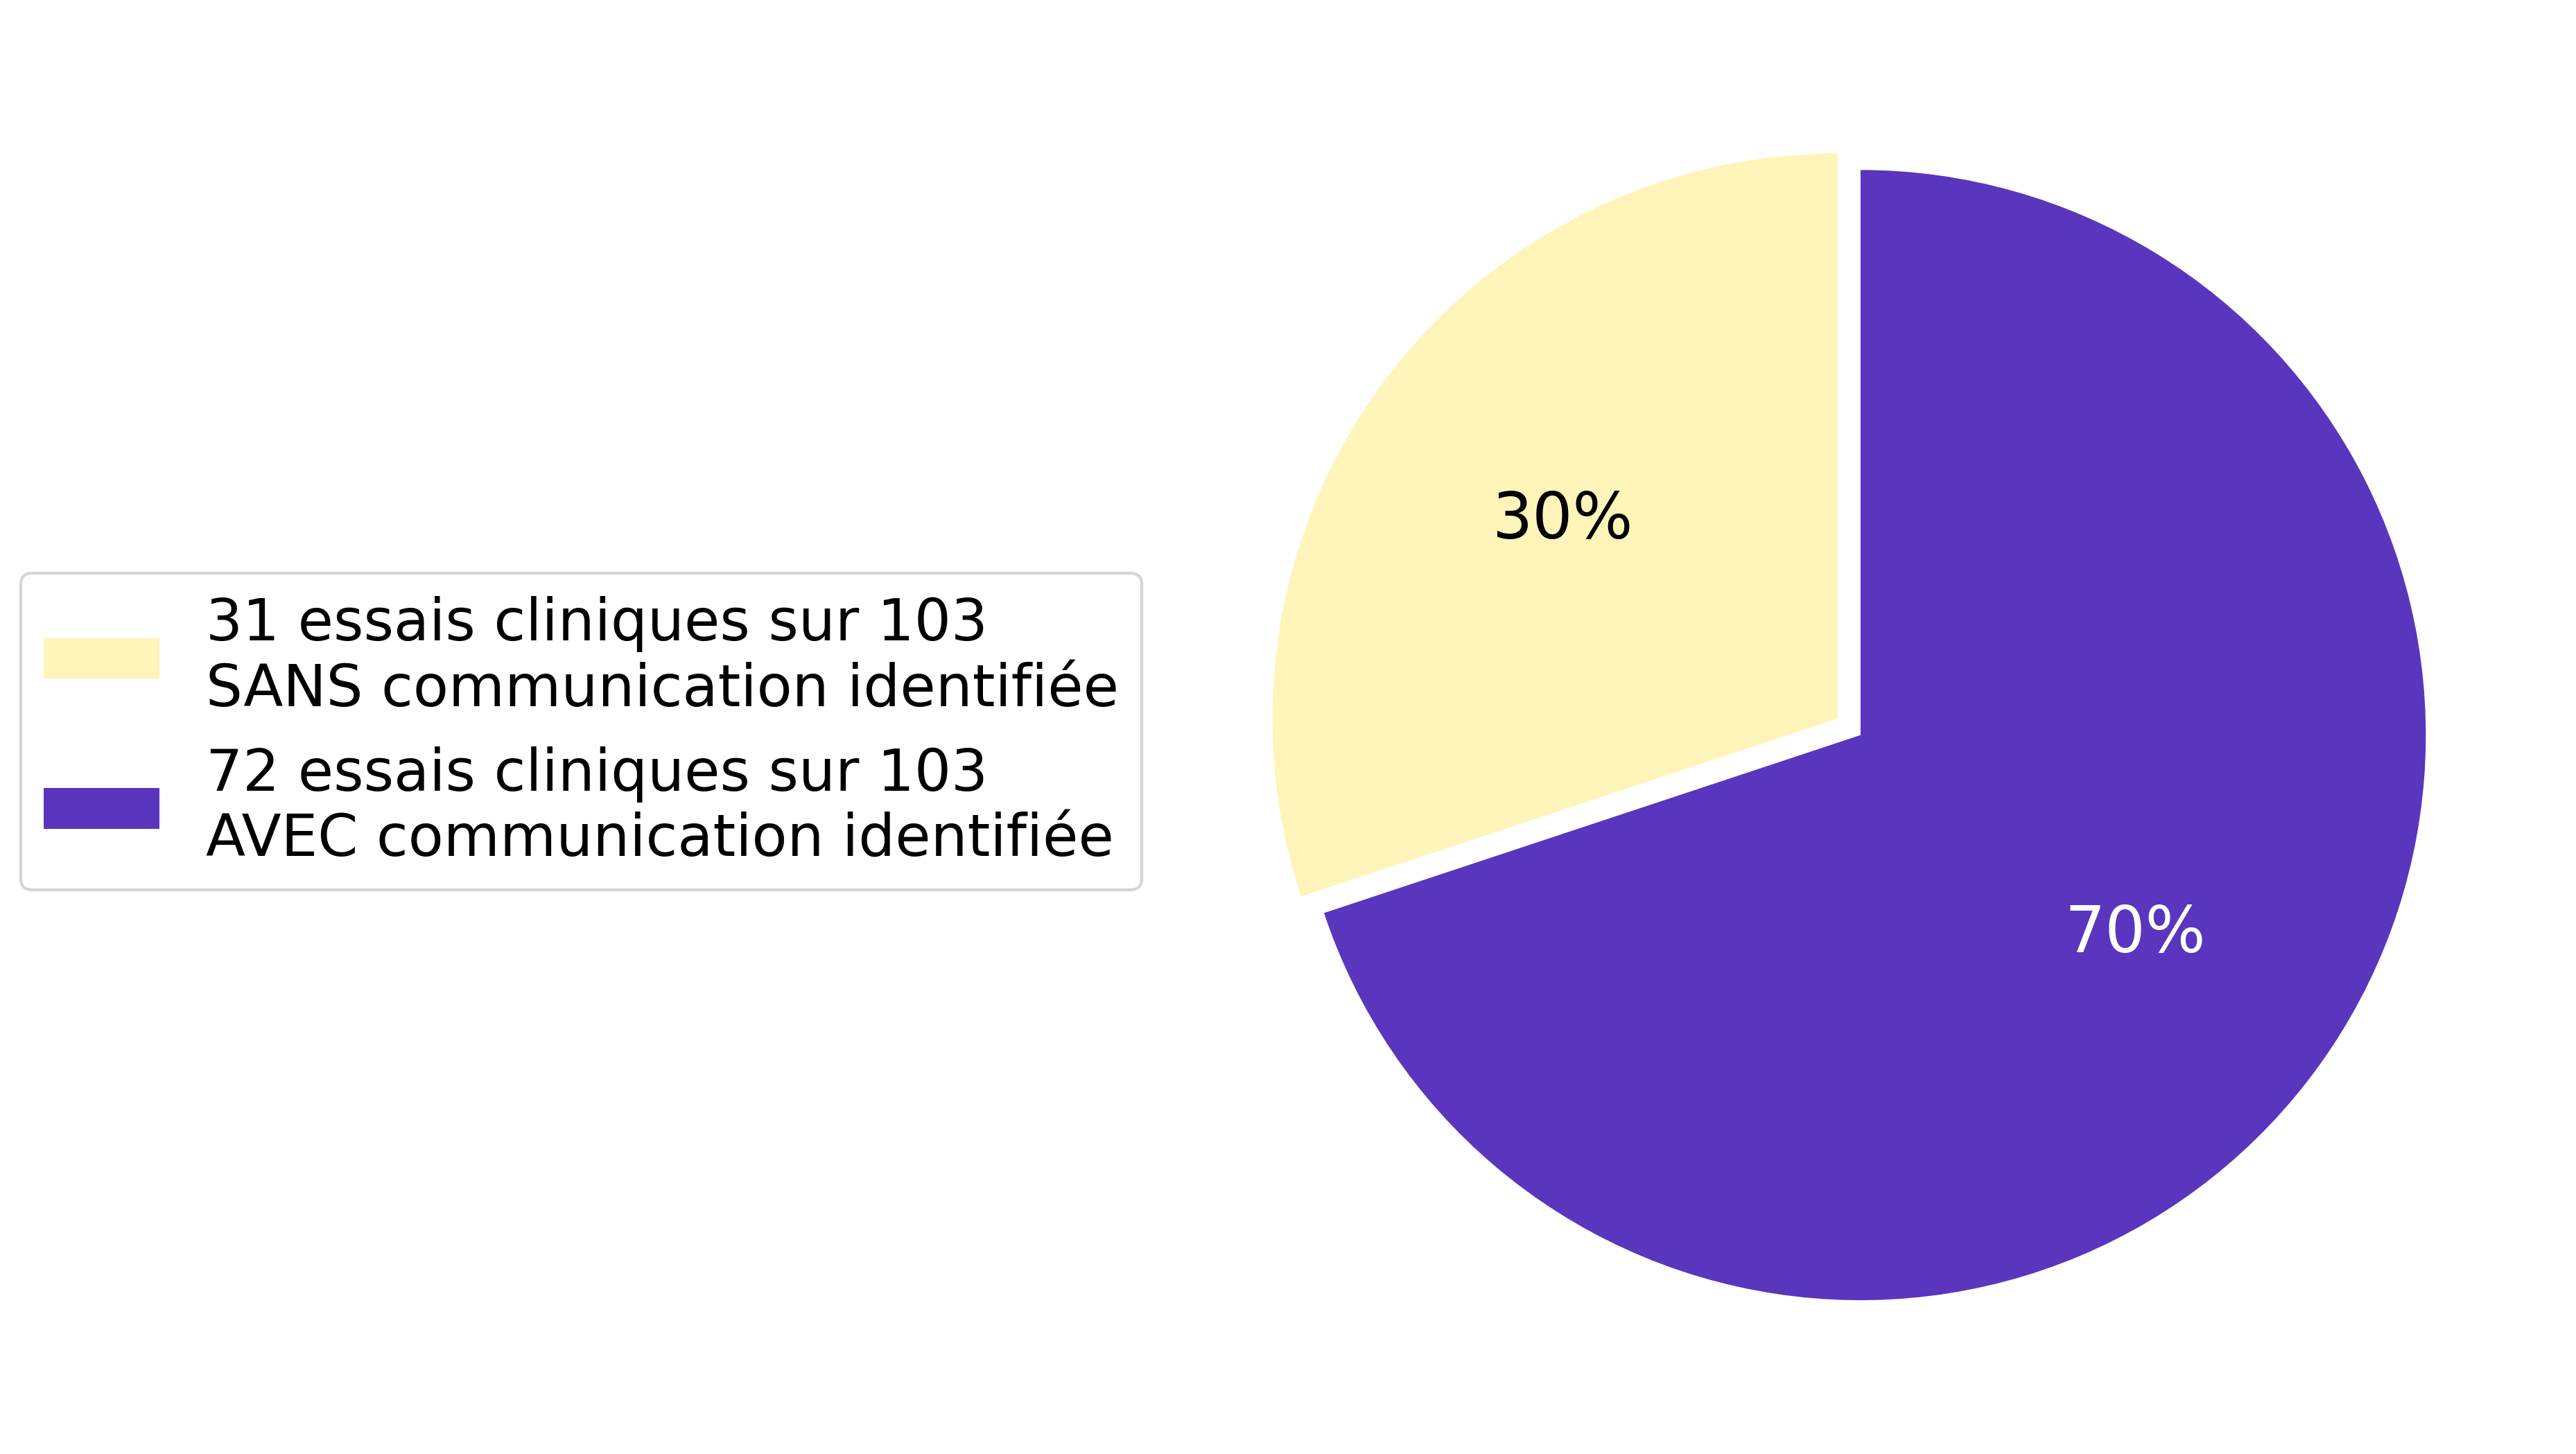 31 essais cliniques sur 103
SANS communication identifiée
72 essais cliniques sur 103
AVEC communication identifiée
30%
70%